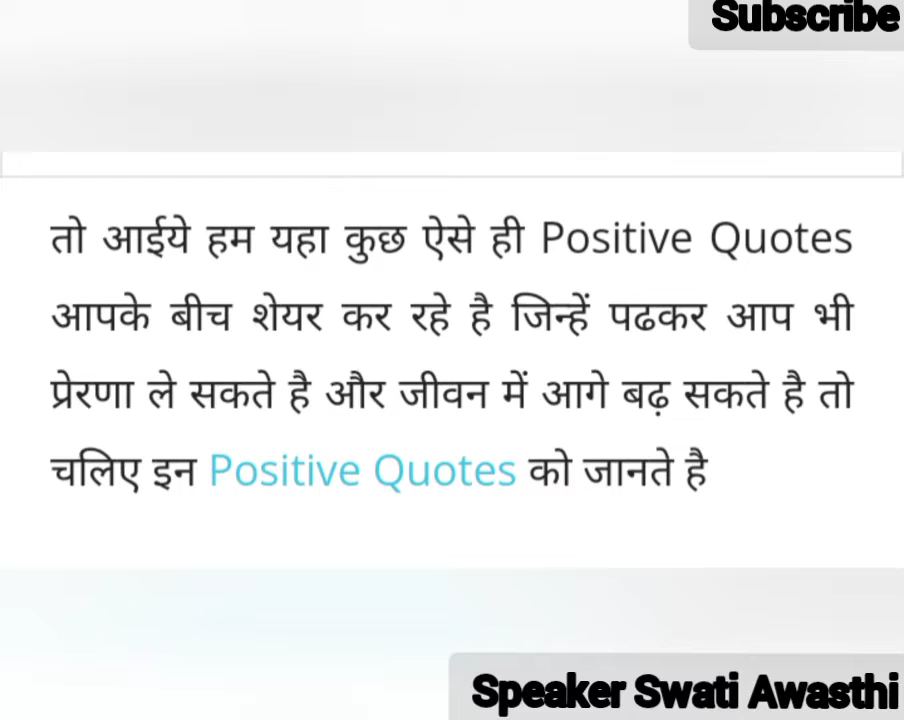 Subscribe
तो आईये हम यहा कुछ ऐसे ही Positive Quotes
आपके बीच शेयर कर रहे है जिन्हें पढकर आप भी
प्रेरणा ले सकते है और जीवन में आगे बढ़ सकते है तो
चलिए इन Positive Quotes को जानते है
Speaker Swati Awasthi